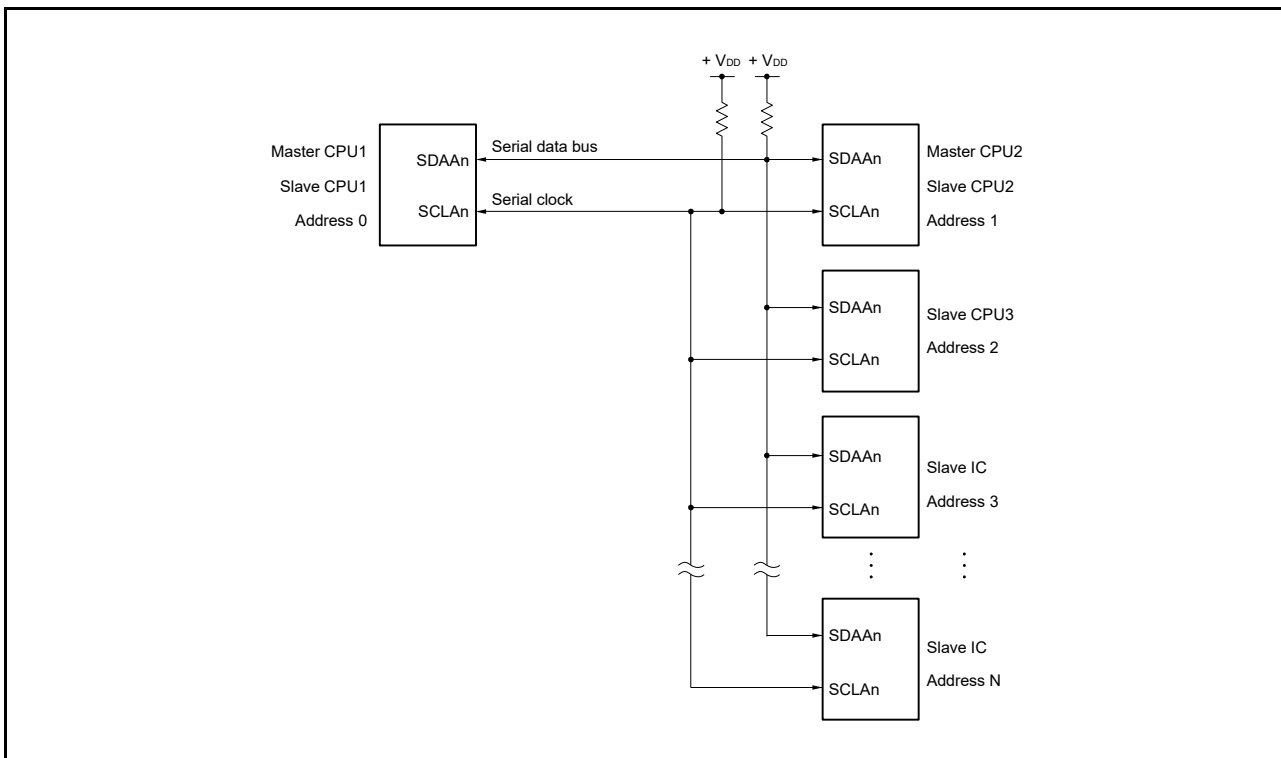 + VDD + VDD
Master CPU1
Slave CPU1
Address 0
SDAAn
SCLAn
Serial data bus
Serial clock
SDAAn
SCLAn
Master CPU2
Slave CPU2
Address 1
SDAAn
SCLAn
Slave CPU3
Address 2
SDAAn
SCLAn
Slave IC
Address 3
SDAAn
SCLAn
Slave IC
Address N